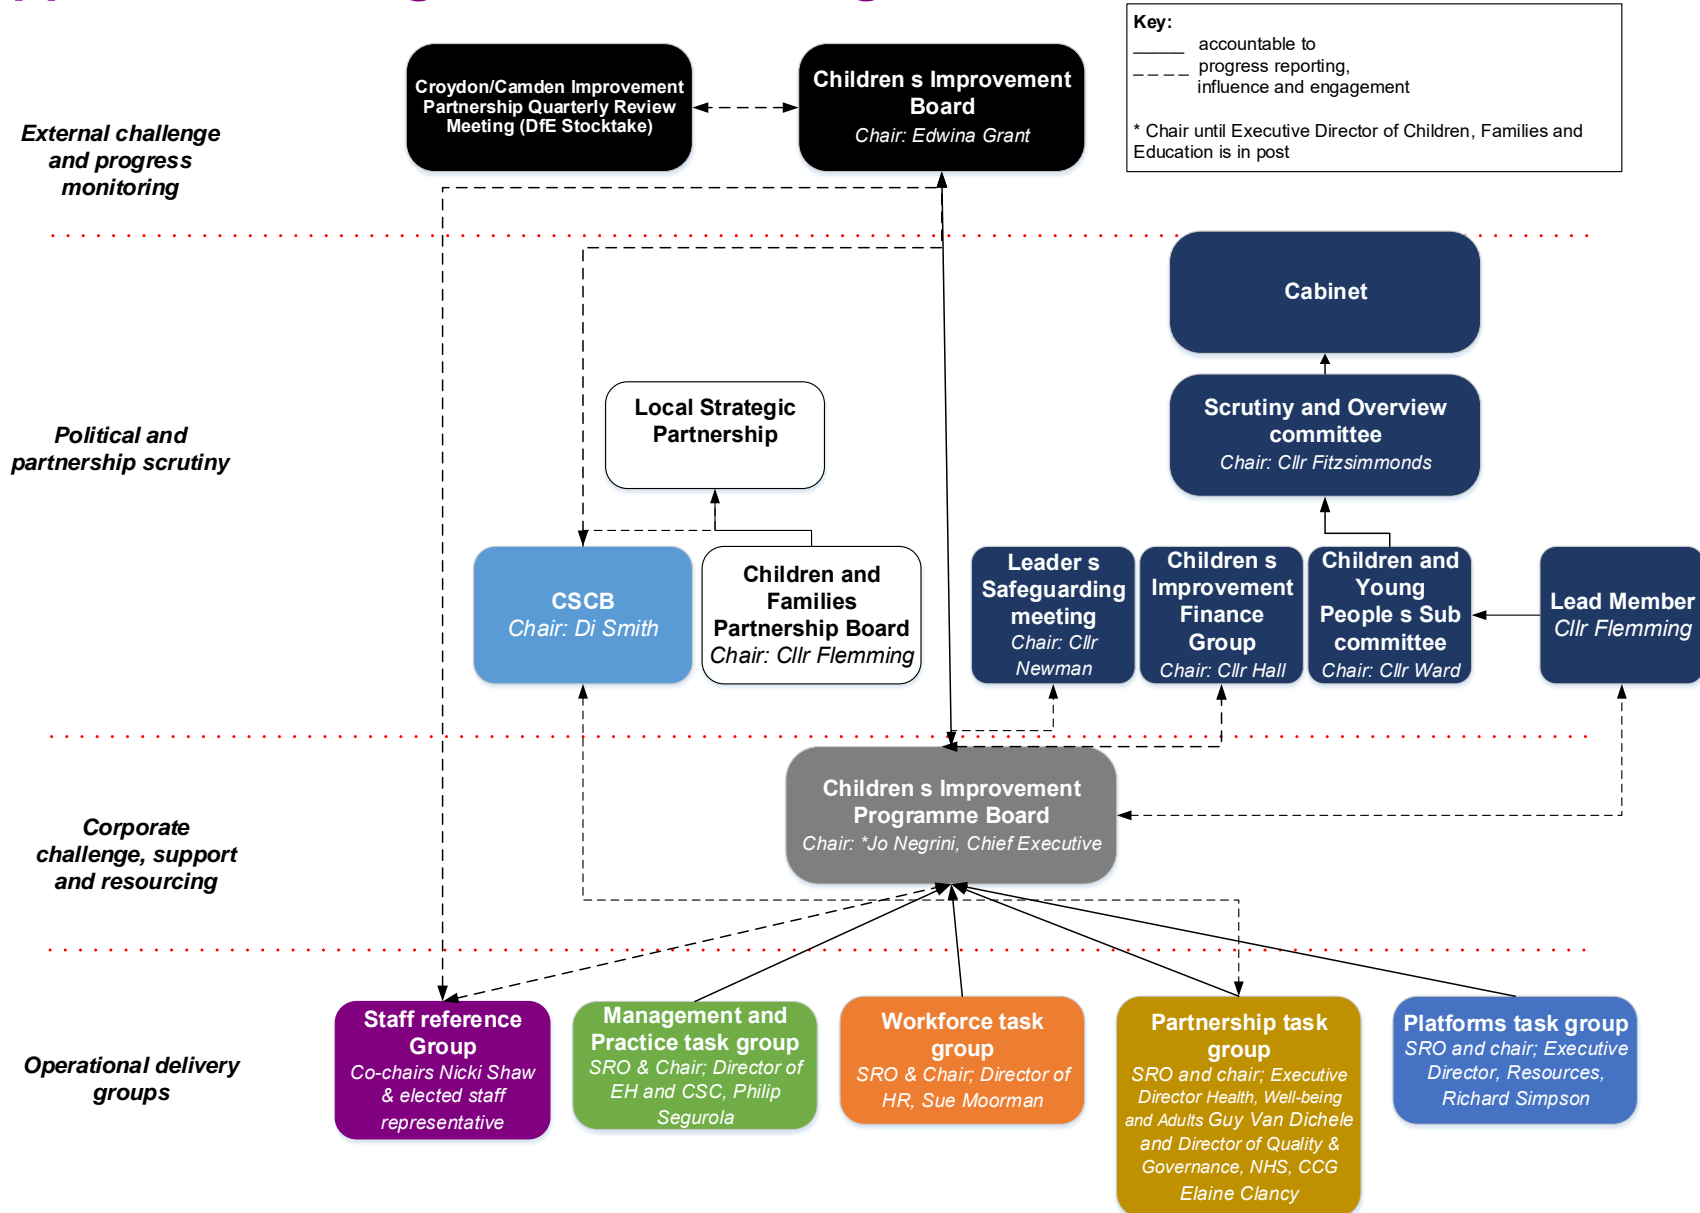 Key:
accountable to
progress reporting,
influence and engagement
* Chair until Executive Director of Children, Families and
Education is in post
External challenge
and progress
monitoring
Croydon/Camden Improvement
Partnership Quarterly Review
Meeting (DfE Stocktake)
Children s Improvement
Board
Chair: Edwina Grant
Political and
partnership scrutiny
Cabinet
Scrutiny and Overview
committee
Chair: Cllr Fitzsimmonds
Local Strategic
Partnership
CSCB
Chair: Di Smith
Children and
Families
Partnership Board
Chair: Cllr Flemming
Leader s
Safeguarding
meeting
Chair: Cllr
Newman
Children s
Improvement
Finance
Group
Chair: Cllr Hall
Children and
Young
People s Sub
committee
Chair: Cllr Ward
Lead Member
Cllr Flemming
Corporate
challenge, support
and resourcing
Children s Improvement
Programme Board
Chair: *Jo Negrini, Chief Executive
Operational delivery
groups
Staff reference
Group
Co-chairs Nicki Shaw
& elected staff
representative
Management and
Practice task group
SRO & Chair; Director of
EH and CSC, Philip
Segurola
Workforce task
group
SRO & Chair; Director of
HR, Sue Moorman
Partnership task
group
SRO and chair; Executive
Director Health, Well-being
and Adults Guy Van Dichele
and Director of Quality &
Governance, NHS, CCG
Elaine Clancy
Platforms task group
SRO and chair; Executive
Director, Resources,
Richard Simpson